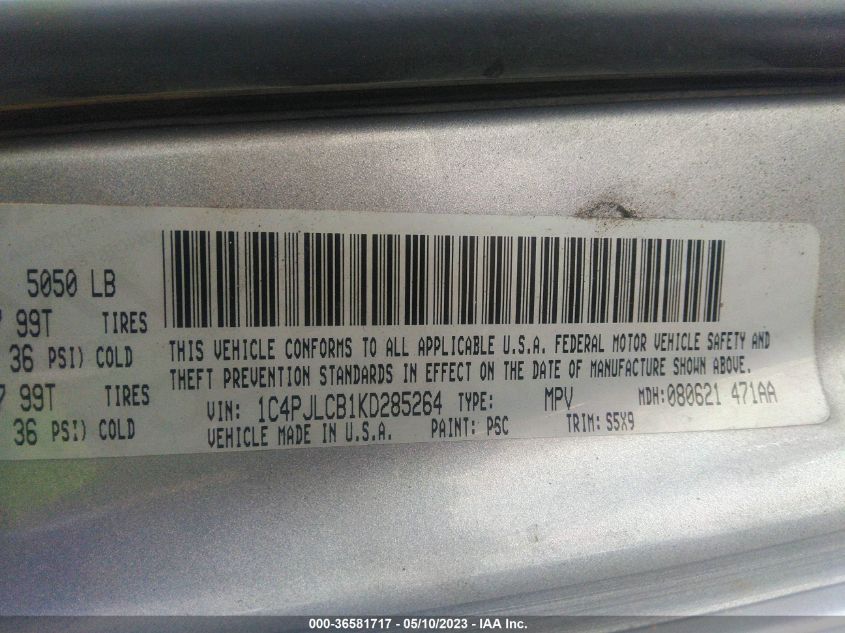 5050 LB
99T TIRES
36 PSI) COLD
99T TIRES
36 PSI) COLD
THIS VEHICLE CONFORMS TO ALL APPLICABLE U.S.A. FEDERAL MOTOR VEHICLE SAFETY AND
THEFT PREVENTION STANDARDS IN EFFECT ON THE DATE OF MANUFACTURE SHOWN ABOVE.
VIN: 1C4PJLCB1KD285264 TYPE: MPV MDH:080621 471AA
VEHICLE MADE IN U.S.A. PAINT: PSC TRIM: S5X9
000-36581717 - 05/10/2023 - IAA Inc.